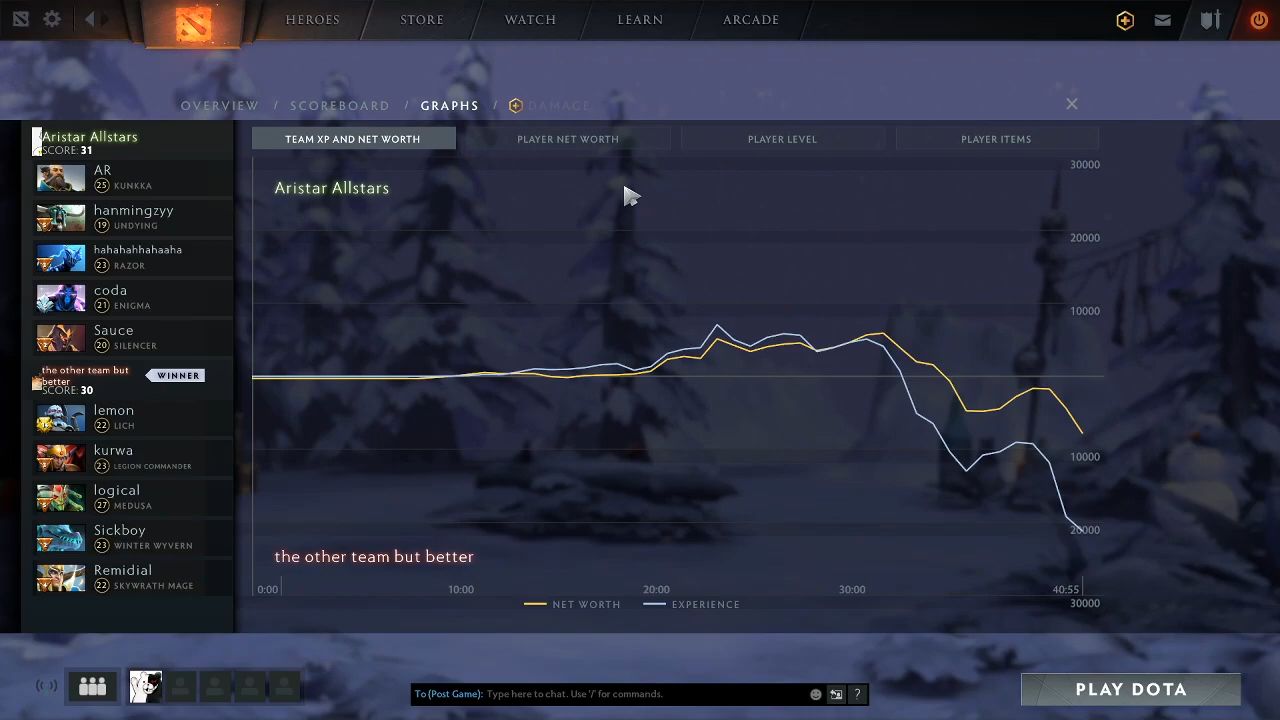 HEROES
STORE
WATCH
LEARN
ARCADE
OVERVIEW / SCOREBOARD / GRAPHS / DAMAGE
Aristar Allstars
SCORE: 31
AR
25 KUNKKA
hanmingzyy
19 UNDYING
hahahahhahaaha
23 RAZOR
coda
21 ENIGMA
Sauce
20 SILENCER
the other team but
better
WINNER
SCORE: 30
lemon
22 LICH
kurwa
23 LEGION COMMANDER
logical
27 MEDUSA
Sickboy
23 WINTER WYVERN
Remidial
22 SKYWRATH MAGE
TEAM XP AND NET WORTH
PLAYER NET WORTH
PLAYER LEVEL
PLAYER ITEMS
Aristar Allstars
30000
20000
10000
10000
20000
30000
the other team but better
0:00
10:00
20:00
30:00
40:55
NET WORTH
EXPERIENCE
To (Post Game): Type here to chat. Use '/' for commands.
?
PLAY DOTA